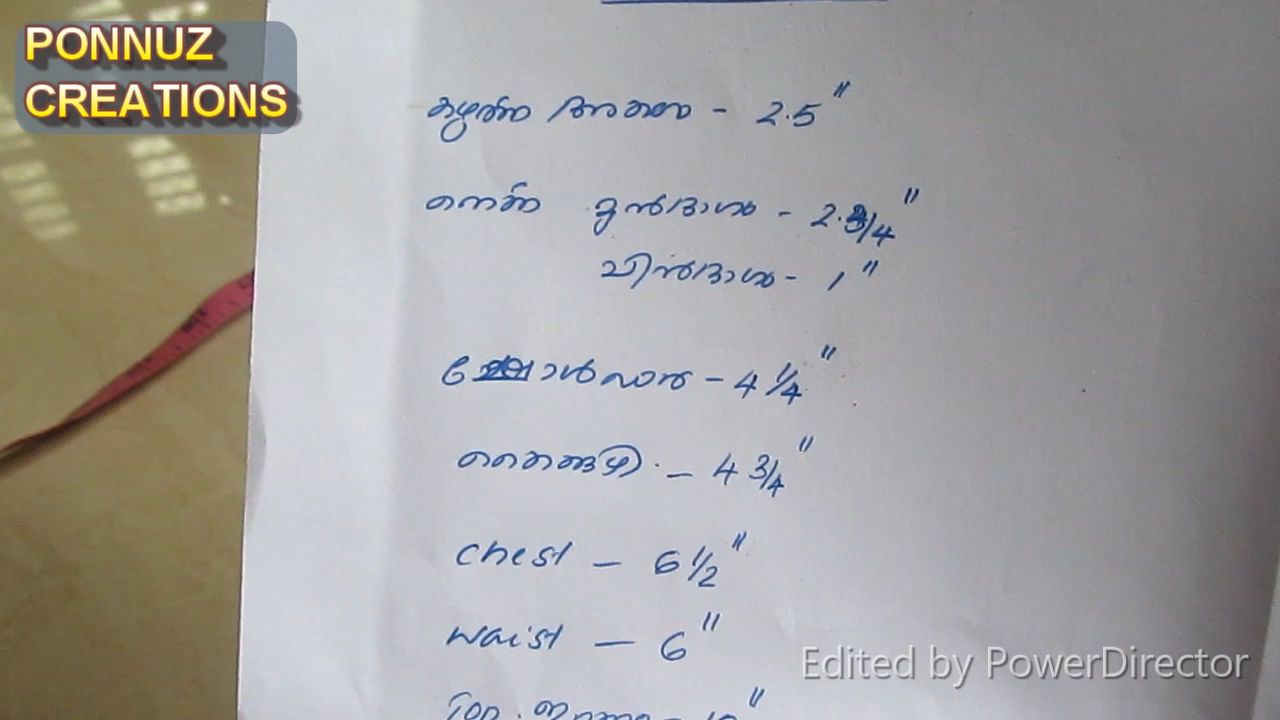 PONNUZ
CREATIONS
കഴുത്ത് അകലം - 2.5"
നെക്ക് മുൻഭാഗം - 2.3/4"
പിൻഭാഗം - 1"
ഷോൾഡർ - 4 1/4"
കൈകുഴി - 4 3/4"
chest - 6 1/2"
waist - 6"
Top
Edited by PowerDirector